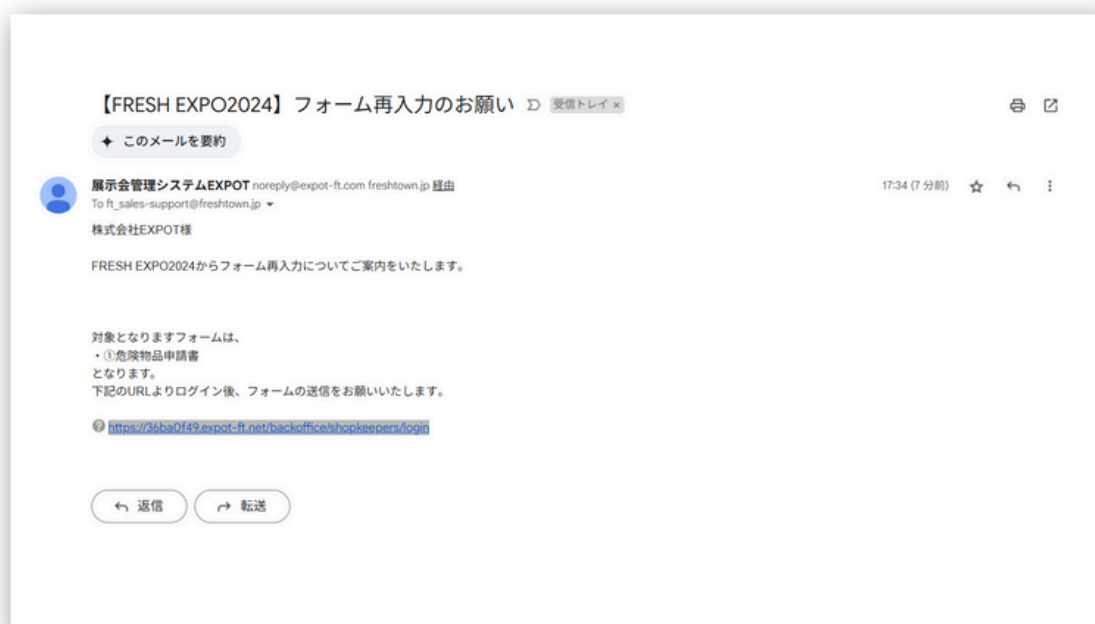 【FRESH EXPO2024】フォーム再入力のお願い 受信トレイ ×
このメールを要約
展示会管理システムEXPOT noreply@expot-ft.com freshtown.jp 経由
17:34 (7 分前)
To ft_sales-support@freshtown.jp
株式会社EXPOT様
FRESH EXPO2024からフォーム再入力についてご案内をいたします。
対象となりますフォームは、
・①危険物品申請書
となります。
下記のURLよりログイン後、フォームの送信をお願いいたします。
https://36ba0f49.expot-ft.net/backoffice/shopkeepers/login
返信 転送